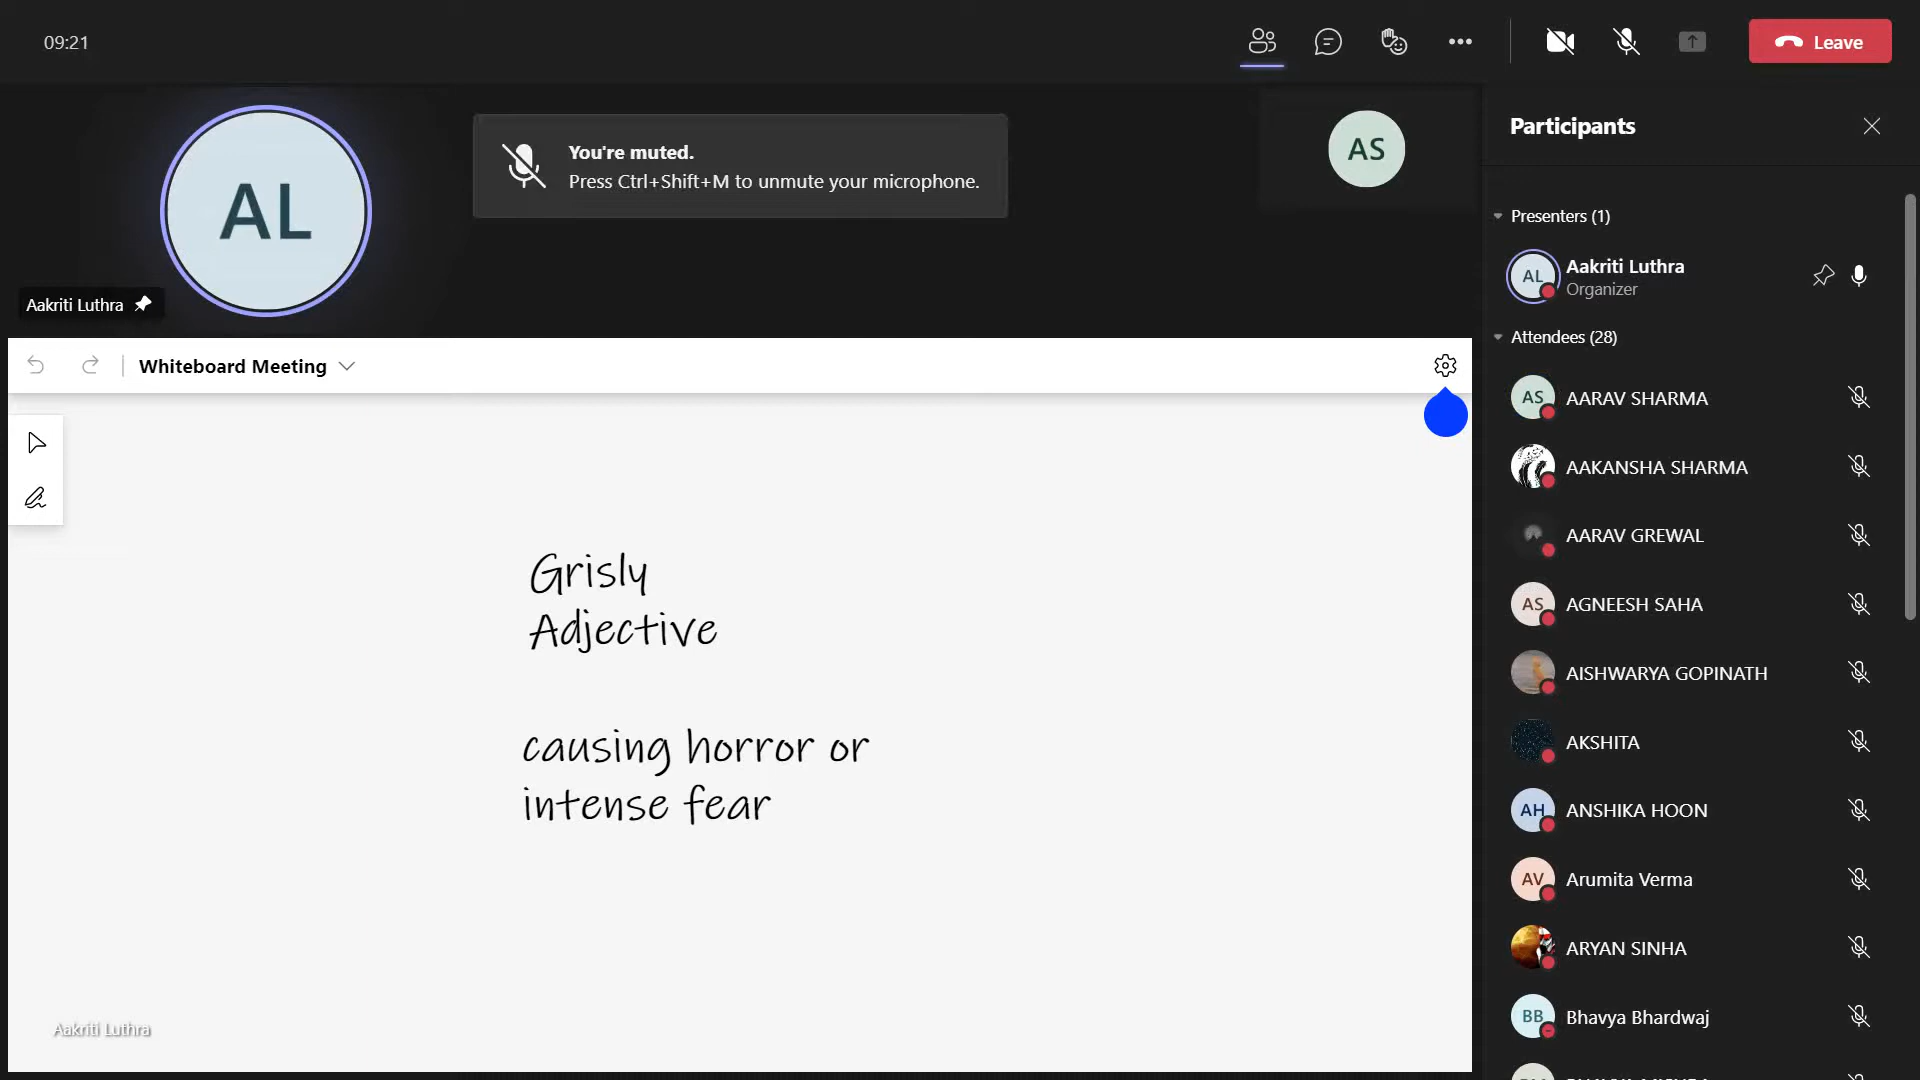 09:21
Leave
AL
You're muted.
Press Ctrl+Shift+M to unmute your microphone.
AS
Aakriti Luthra
Whiteboard Meeting
Grisly
Adjective
causing horror or
intense fear
Aakriti Luthra
Participants
Presenters (1)
AL
Aakriti Luthra
Organizer
Attendees (28)
AS
AARAV SHARMA
AAKANSHA SHARMA
AARAV GREWAL
AS
AGNEESH SAHA
AISHWARYA GOPINATH
AKSHITA
AH
ANSHIKA HOON
AV
Arumita Verma
ARYAN SINHA
BB
Bhavya Bhardwaj